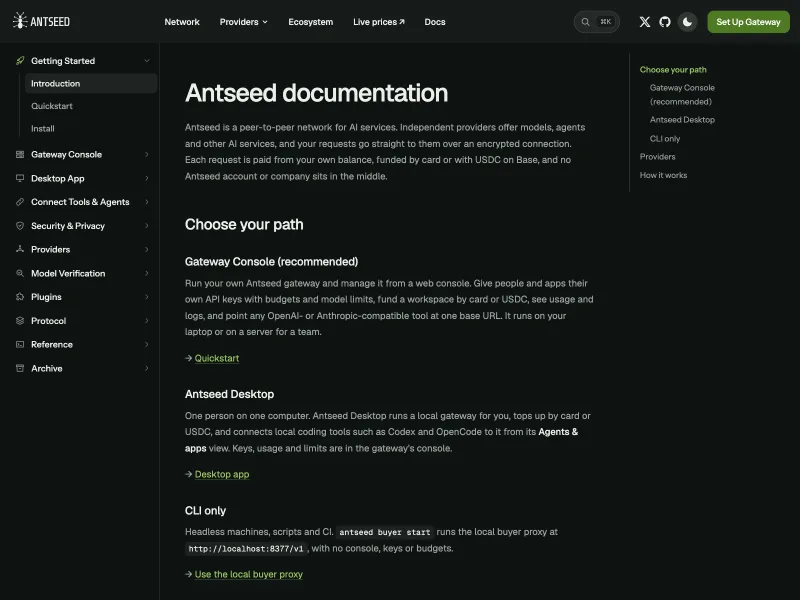 ANTSEED
Network
Providers
Ecosystem
Live prices ↗
Docs
⌘K
Set Up Gateway
Getting Started
Introduction
Quickstart
Install
Gateway Console
Desktop App
Connect Tools & Agents
Security & Privacy
Providers
Model Verification
Plugins
Protocol
Reference
Archive
Antseed documentation
Antseed is a peer-to-peer network for AI services. Independent providers offer models, agents
and other AI services, and your requests go straight to them over an encrypted connection.
Each request is paid from your own balance, funded by card or with USDC on Base, and no
Antseed account or company sits in the middle.
Choose your path
Gateway Console (recommended)
Run your own Antseed gateway and manage it from a web console. Give people and apps their
own API keys with budgets and model limits, fund a workspace by card or USDC, see usage and
logs, and point any OpenAI- or Anthropic-compatible tool at one base URL. It runs on your
laptop or on a server for a team.
→ Quickstart
Antseed Desktop
One person on one computer. Antseed Desktop runs a local gateway for you, tops up by card or
USDC, and connects local coding tools such as Codex and OpenCode to it from its Agents &
apps view. Keys, usage and limits are in the gateway's console.
→ Desktop app
CLI only
Headless machines, scripts and CI. antseed buyer start runs the local buyer proxy at
http://localhost:8377/v1, with no console, keys or budgets.
→ Use the local buyer proxy
Choose your path
Gateway Console
(recommended)
Antseed Desktop
CLI only
Providers
How it works